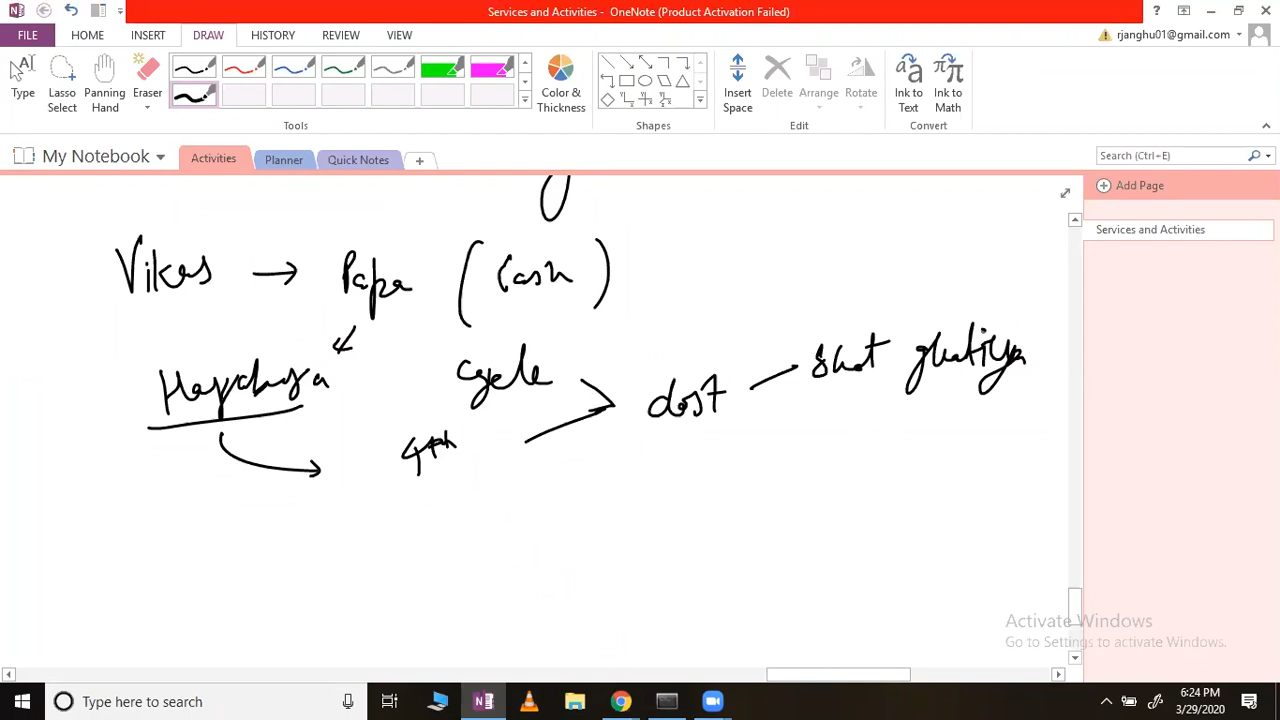 Services and Activities - OneNote (Product Activation Failed)
FILE HOME INSERT DRAW HISTORY REVIEW VIEW
rjanghu01@gmail.com
Type Lasso Select Panning Hand Eraser
Color & Thickness
Insert Space Delete Arrange Rotate
Ink to Text Ink to Math
Tools Shapes Edit Convert
My Notebook Activities Planner Quick Notes
Search (Ctrl+E)
Add Page
Services and Activities
Vikas → Papa (Cash)
cycle dost
4th
Activate Windows
Go to Settings to activate Windows.
Type here to search
6:24 PM
3/29/2020